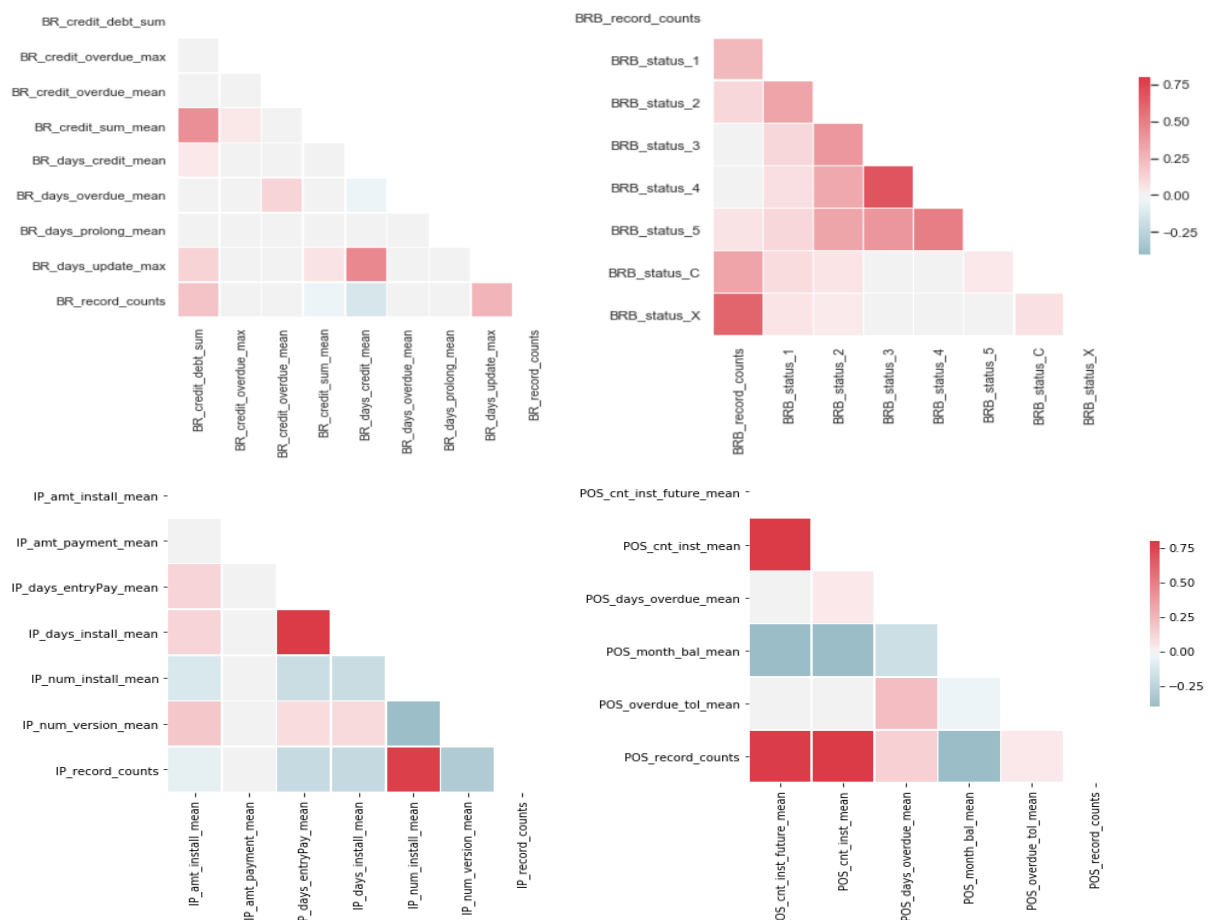 BR_credit_debt_sum
BR_credit_overdue_max
BR_credit_overdue_mean
BR_credit_sum_mean
BR_days_credit_mean
BR_days_overdue_mean
BR_days_prolong_mean
BR_days_update_max
BR_record_counts
BR_credit_debt_sum
BR_credit_overdue_max
BR_credit_overdue_mean
BR_credit_sum_mean
BR_days_credit_mean
BR_days_overdue_mean
BR_days_prolong_mean
BR_days_update_max
BR_record_counts
BRB_record_counts
BRB_status_1
BRB_status_2
BRB_status_3
BRB_status_4
BRB_status_5
BRB_status_C
BRB_status_X
BRB_record_counts
BRB_status_1
BRB_status_2
BRB_status_3
BRB_status_4
BRB_status_5
BRB_status_C
BRB_status_X
0.75
0.50
0.25
0.00
−0.25
IP_amt_install_mean
IP_amt_payment_mean
IP_days_entryPay_mean
IP_days_install_mean
IP_num_install_mean
IP_num_version_mean
IP_record_counts
IP_amt_install_mean
IP_amt_payment_mean
IP_days_entryPay_mean
IP_days_install_mean
IP_num_install_mean
IP_num_version_mean
IP_record_counts
POS_cnt_inst_future_mean
POS_cnt_inst_mean
POS_days_overdue_mean
POS_month_bal_mean
POS_overdue_tol_mean
POS_record_counts
POS_cnt_inst_future_mean
POS_cnt_inst_mean
POS_days_overdue_mean
POS_month_bal_mean
POS_overdue_tol_mean
POS_record_counts
0.75
0.50
0.25
0.00
−0.25